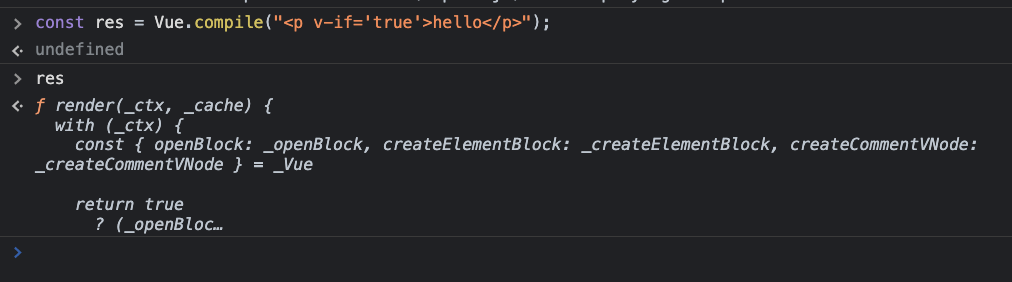 > const res = Vue.compile("<p v-if='true'>hello</p>");
< undefined
> res
< ƒ render(_ctx, _cache) {
with (_ctx) {
const { openBlock: _openBlock, createElementBlock: _createElementBlock, createCommentVNode:
_createCommentVNode } = _Vue
return true
? (_openBloc…
>